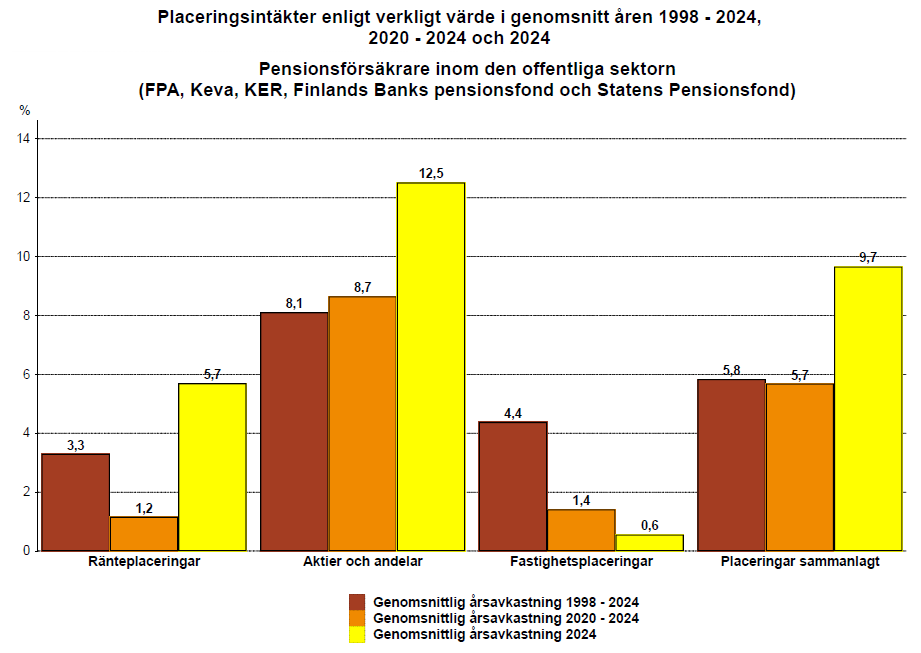 Placeringsintäkter enligt verkligt värde i genomsnitt åren 1998 - 2024,
2020 - 2024 och 2024
Pensionsförsäkrare inom den offentliga sektorn
(FPA, Keva, KER, Finlands Banks pensionsfond och Statens Pensionsfond)
%
14
12
10
8
6
4
2
0
3,3
1,2
5,7
8,1
8,7
12,5
4,4
1,4
0,6
5,8
5,7
9,7
Ränteplaceringar
Aktier och andelar
Fastighetsplaceringar
Placeringar sammanlagt
Genomsnittlig årsavkastning 1998 - 2024
Genomsnittlig årsavkastning 2020 - 2024
Genomsnittlig årsavkastning 2024